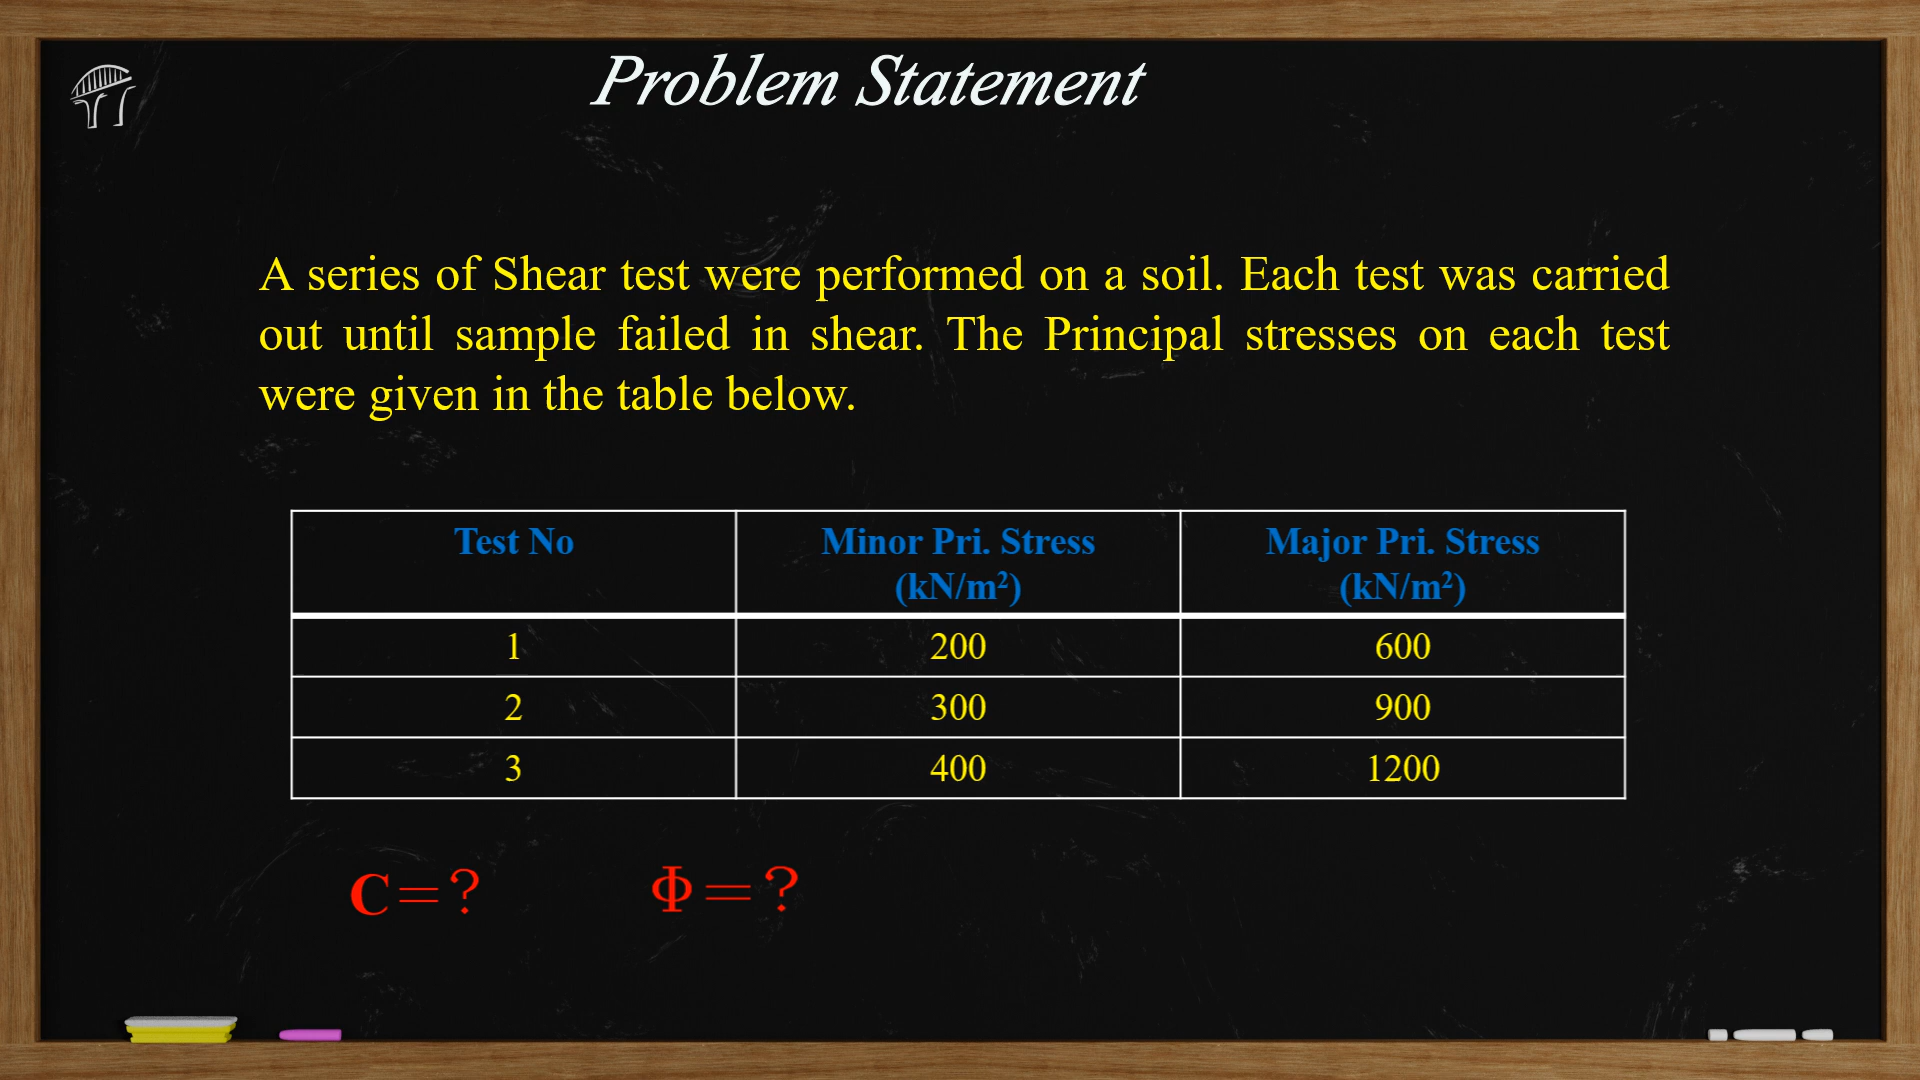 Problem Statement
A series of Shear test were performed on a soil. Each test was carried
out until sample failed in shear. The Principal stresses on each test
were given in the table below.
Test No Minor Pri. Stress Major Pri. Stress
(kN/m²) (kN/m²)
1 200 600
2 300 900
3 400 1200
C=? Φ=?